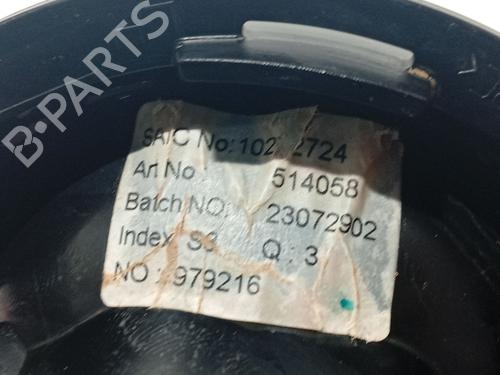 B-PARTS
SAIC No:102 2724
Art No : 514058
Batch NO: 23072902
Index S3 Q : 3
NO : 979216